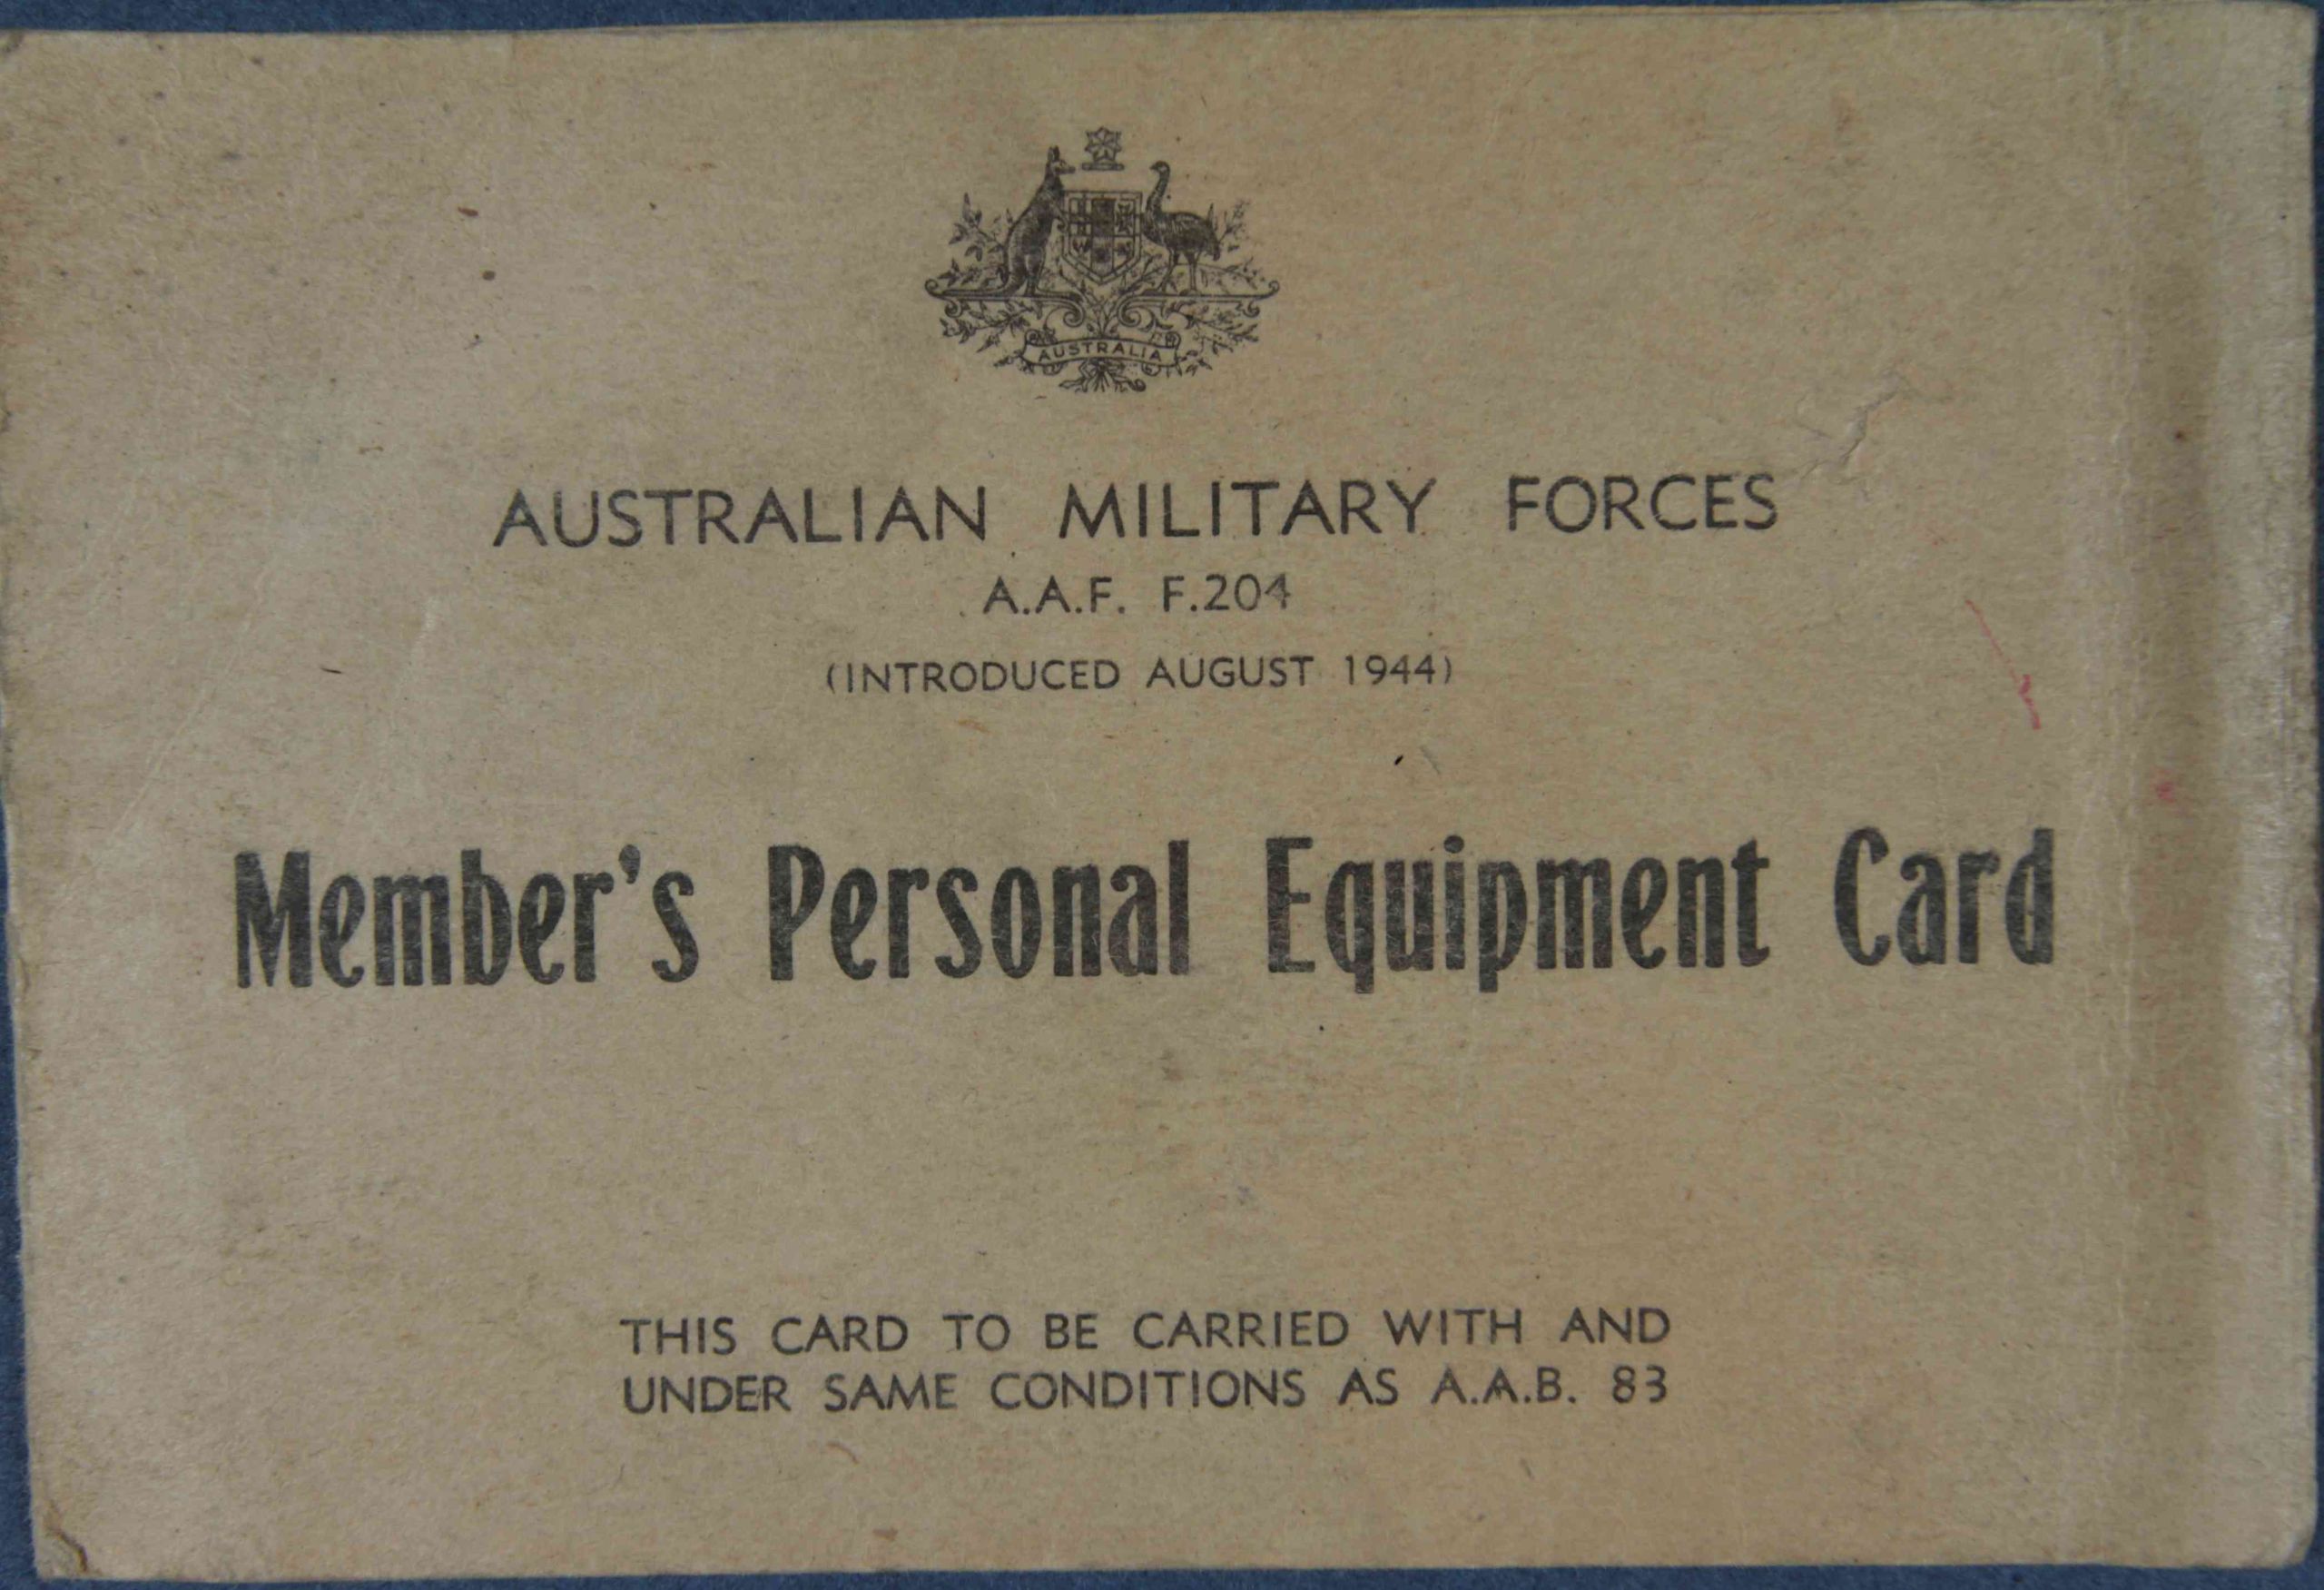 AUSTRALIA
AUSTRALIAN MILITARY FORCES
A.A.F. F.204
(INTRODUCED AUGUST 1944)
Member's Personal Equipment Card
THIS CARD TO BE CARRIED WITH AND
UNDER SAME CONDITIONS AS A.A.B. 83